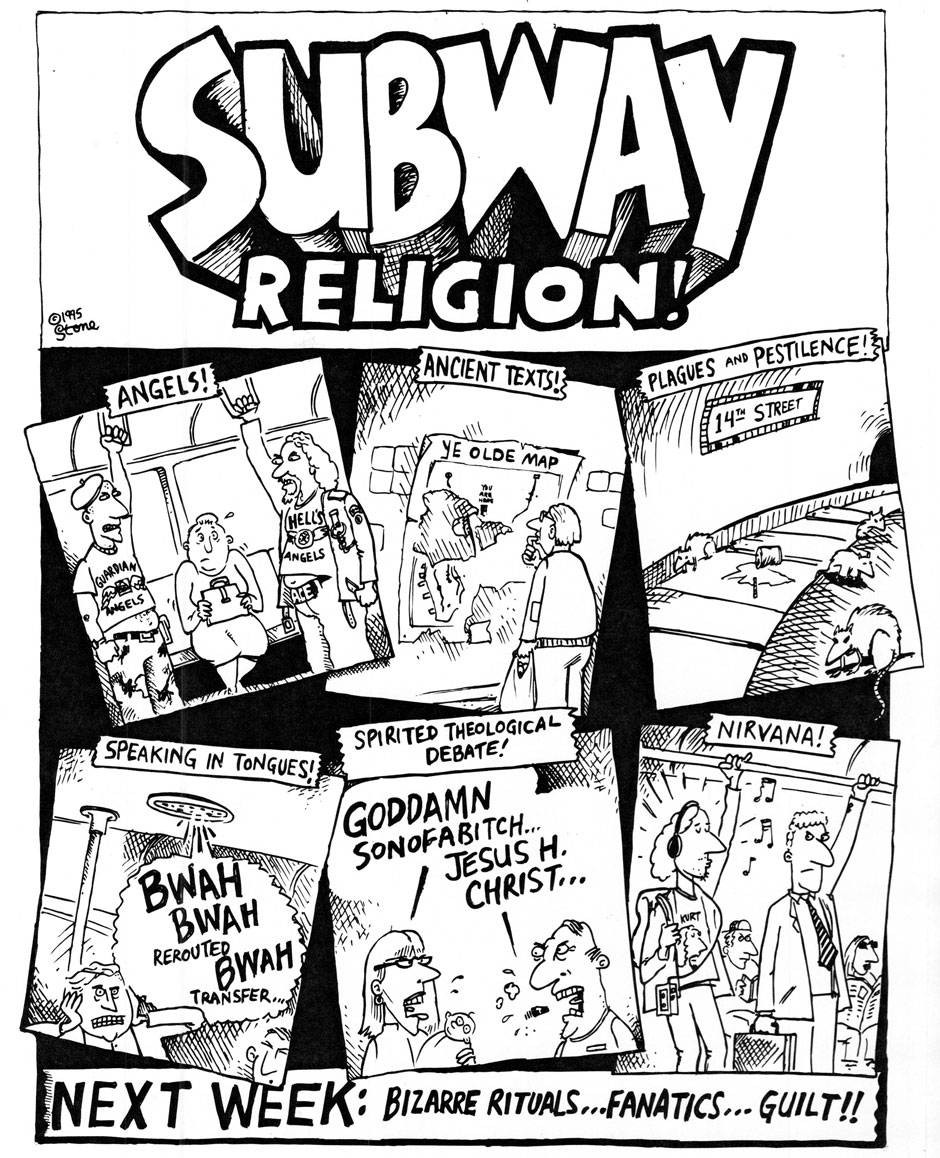 SUBWAY
RELIGION!
©1995
Stone
ANGELS!
GUARDIAN
ANGELS
HELL'S
ANGELS
ANCIENT TEXTS!
YE OLDE MAP
YOU
ARE
HERE
PLAGUES AND PESTILENCE!
14TH STREET
SPEAKING IN TONGUES!
BWAH
BWAH
REROUTED
BWAH
TRANSFER...
SPIRITED THEOLOGICAL
DEBATE!
GODDAMN
SONOFABITCH...
JESUS H.
CHRIST...
NIRVANA!
KURT
NEXT WEEK: BIZARRE RITUALS...FANATICS... GUILT!!